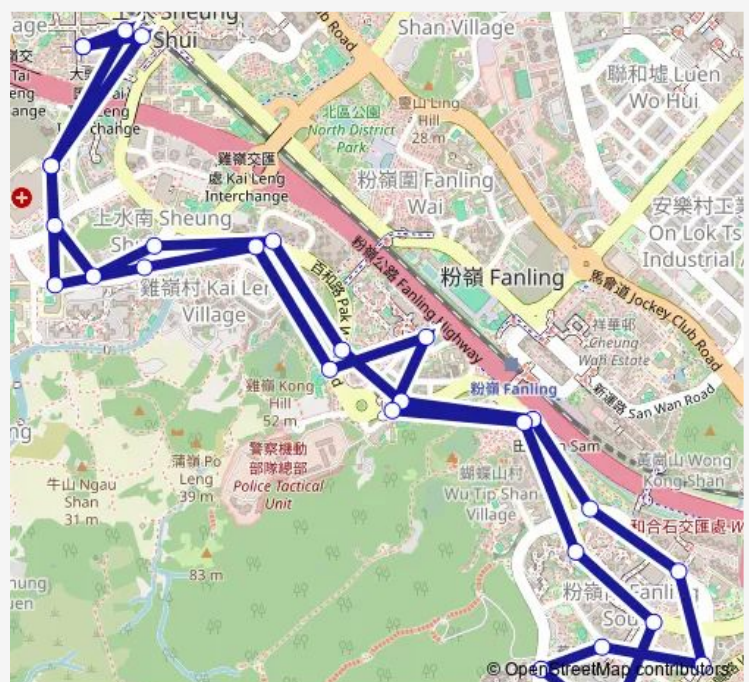 上水 Sheung
Shui
Road
Shan Village
聯和墟 Luen
Wo Hui
靈山 Ling
Hill
28 m
北區公園
North District
Park
雞嶺交匯
處 Kai Leng
Interchange
粉嶺圍 Fanling
Wai
安樂村工業
On Lok Ts
Industrial
上水南 Sheung
雞嶺村 Kai Leng
Village
百和路 Pak W
粉嶺公路 Fanling Highway
粉嶺 Fanling
馬會道 Jockey Club Road
祥華邨
Cheung
Wah Estate
粉嶺 Fanling
新運路 San Wan Road
雞嶺 Kong
Hill
52 m
警察機動
部隊總部
Police Tactical
Unit
蒲嶺 Po
Leng
39 m
牛山 Ngau
Shan
31 m
83 m
蝴蝶山村
Wu Tip Shan
Village
黃崗山 Wong
Kong Shan
和合石交匯處 W
© OpenStreetMap contributors